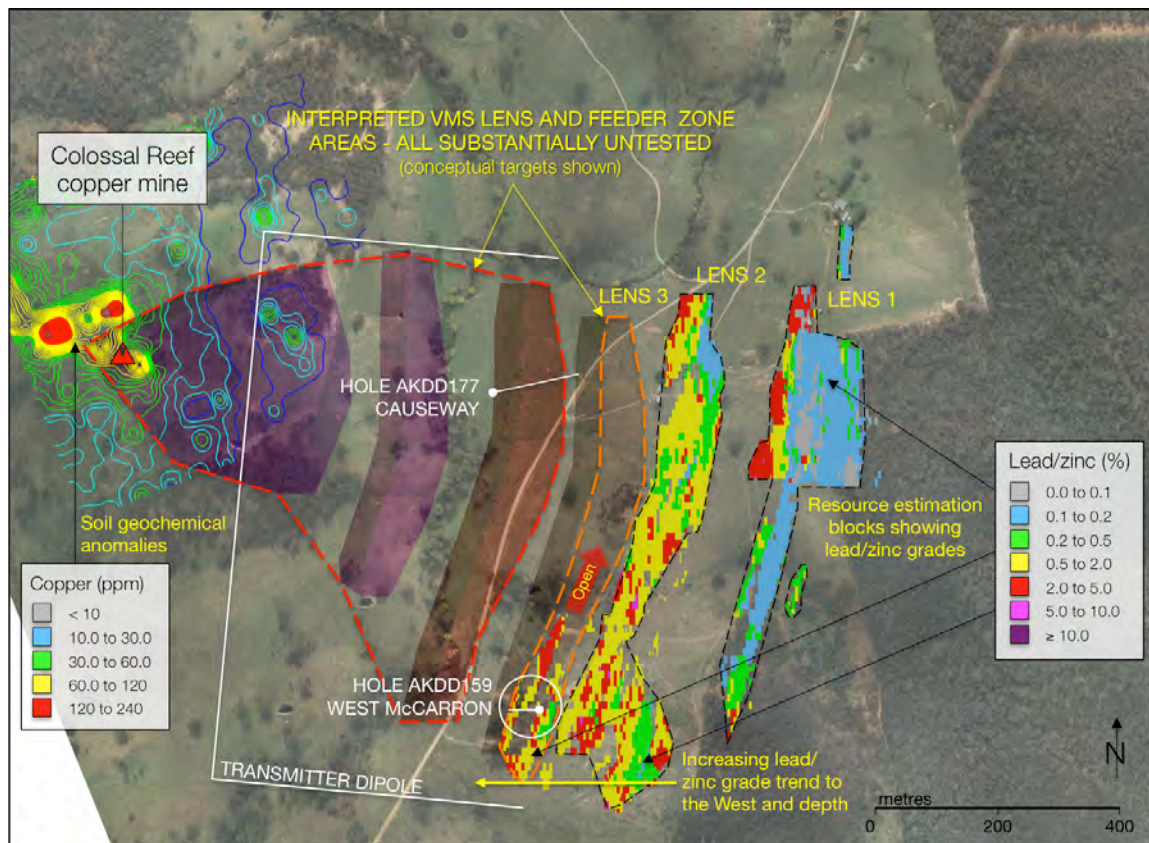 INTERPRETED VMS LENS AND FEEDER ZONE
AREAS - ALL SUBSTANTIALLY UNTESTED
(conceptual targets shown)
Colossal Reef
copper mine
LENS 3
LENS 2
LENS 1
HOLE AKDD177
CAUSEWAY
Soil geochemical
anomalies
Copper (ppm)
< 10
10.0 to 30.0
30.0 to 60.0
60.0 to 120
120 to 240
Open
HOLE AKDD159
WEST McCARRON
TRANSMITTER DIPOLE
Resource estimation
blocks showing
lead/zinc grades
Lead/zinc (%)
0.0 to 0.1
0.1 to 0.2
0.2 to 0.5
0.5 to 2.0
2.0 to 5.0
5.0 to 10.0
≥ 10.0
Increasing lead/
zinc grade trend to
the West and depth
N
metres
0 200 400